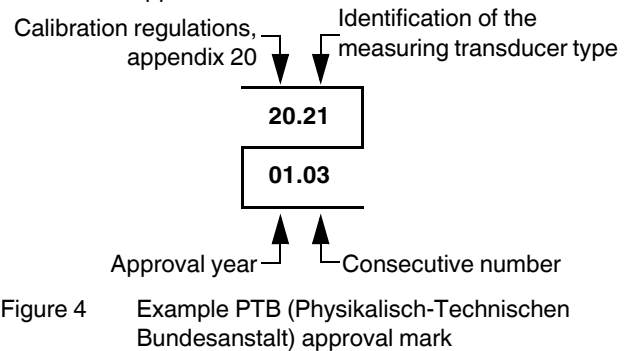 Calibration regulations,
appendix 20
Identification of the
measuring transducer type
20.21
01.03
Approval year
Consecutive number
Figure 4 Example PTB (Physikalisch-Technischen
Bundesanstalt) approval mark